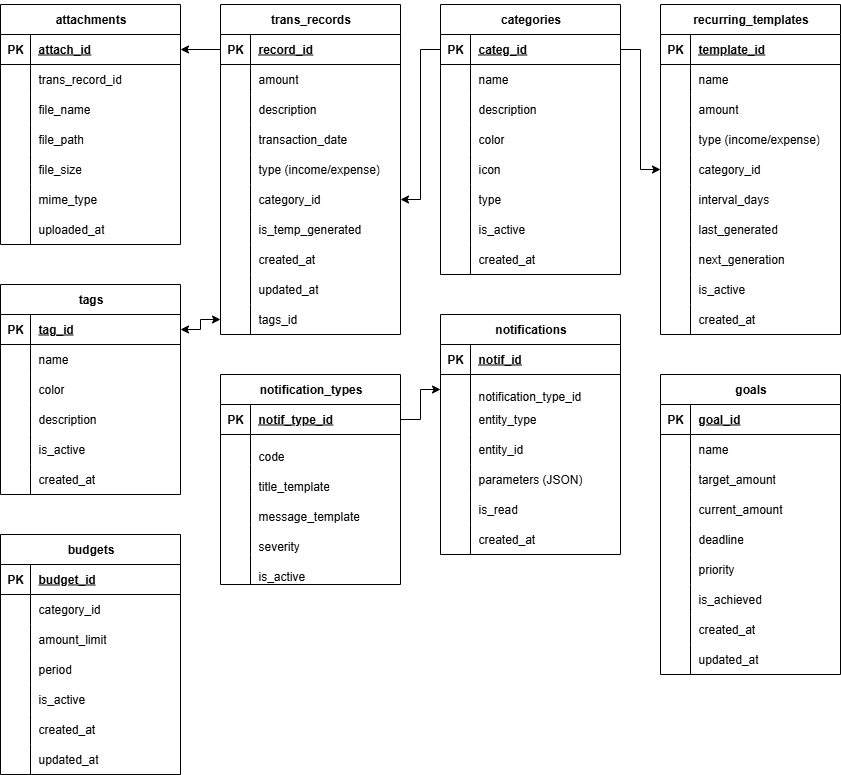 attachments
PK attach_id
trans_record_id
file_name
file_path
file_size
mime_type
uploaded_at
trans_records
PK record_id
amount
description
transaction_date
type (income/expense)
category_id
is_temp_generated
created_at
updated_at
tags_id
categories
PK categ_id
name
description
color
icon
type
is_active
created_at
recurring_templates
PK template_id
name
amount
type (income/expense)
category_id
interval_days
last_generated
next_generation
is_active
created_at
tags
PK tag_id
name
color
description
is_active
created_at
notification_types
PK notif_type_id
code
title_template
message_template
severity
is_active
notifications
PK notif_id
notification_type_id
entity_type
entity_id
parameters (JSON)
is_read
created_at
goals
PK goal_id
name
target_amount
current_amount
deadline
priority
is_achieved
created_at
updated_at
budgets
PK budget_id
category_id
amount_limit
period
is_active
created_at
updated_at